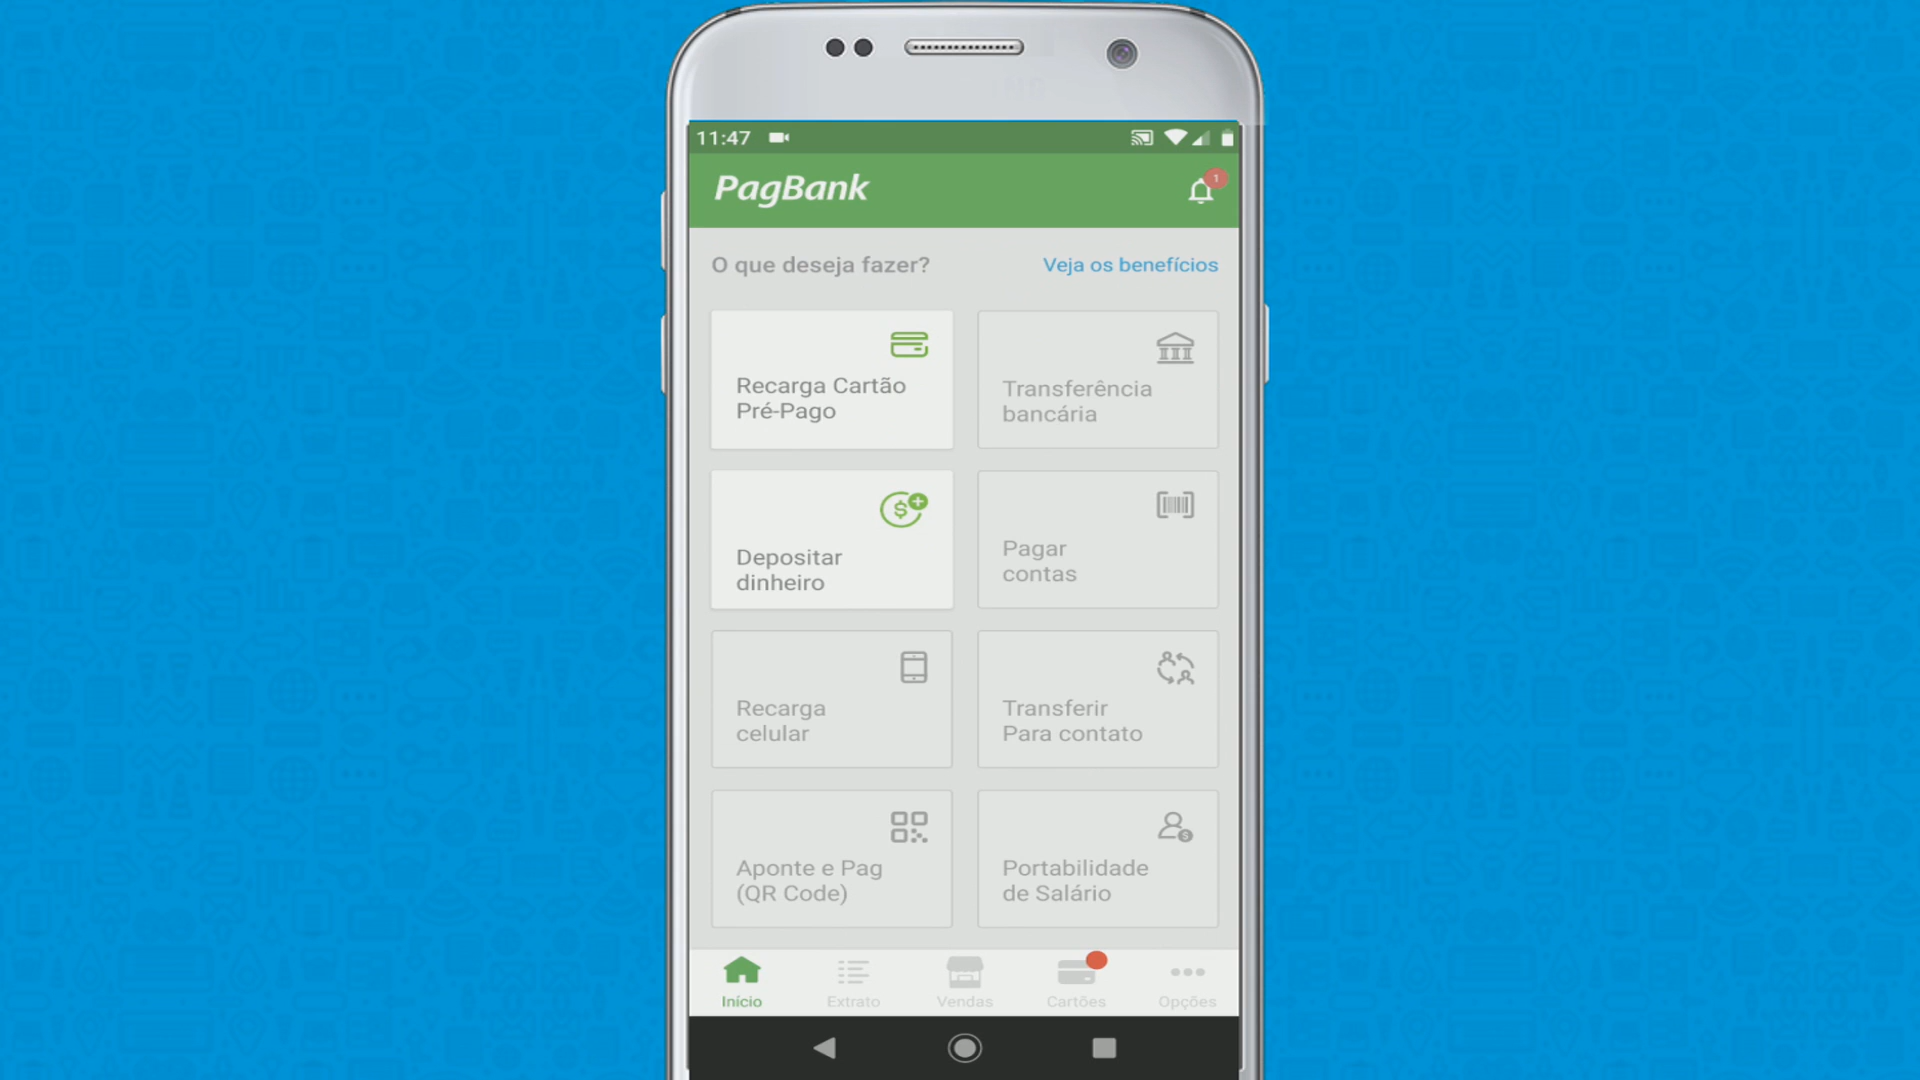 11:47
PagBank
1
O que deseja fazer?
Veja os benefícios
Recarga Cartão
Pré-Pago
Transferência
bancária
Depositar
dinheiro
Pagar
contas
Recarga
celular
Transferir
Para contato
Aponte e Pag
(QR Code)
Portabilidade
de Salário
Início
Extrato
Vendas
Cartões
Opções